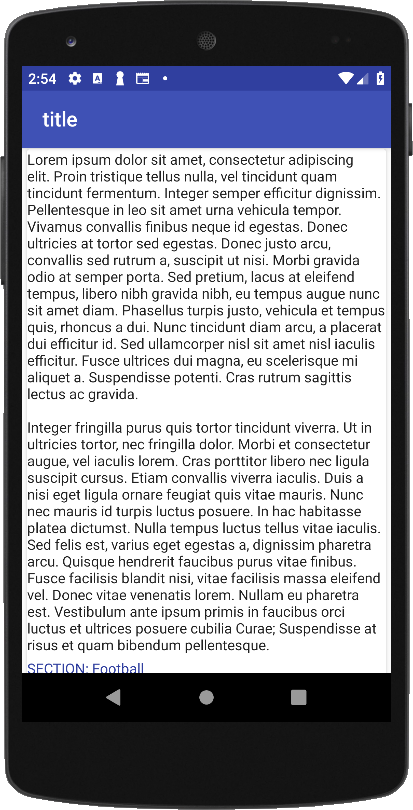 2:54
title
Lorem ipsum dolor sit amet, consectetur adipiscing
elit. Proin tristique tellus nulla, vel tincidunt quam
tincidunt fermentum. Integer semper efficitur dignissim.
Pellentesque in leo sit amet urna vehicula tempor.
Vivamus convallis finibus neque id egestas. Donec
ultricies at tortor sed egestas. Donec justo arcu,
convallis sed rutrum a, suscipit ut nisi. Morbi gravida
odio at semper porta. Sed pretium, lacus at eleifend
tempus, libero nibh gravida nibh, eu tempus augue nunc
sit amet diam. Phasellus turpis justo, vehicula et tempus
quis, rhoncus a dui. Nunc tincidunt diam arcu, a placerat
dui efficitur id. Sed ullamcorper nisl sit amet nisl iaculis
efficitur. Fusce ultrices dui magna, eu scelerisque mi
aliquet a. Suspendisse potenti. Cras rutrum sagittis
lectus ac gravida.
Integer fringilla purus quis tortor tincidunt viverra. Ut in
ultricies tortor, nec fringilla dolor. Morbi et consectetur
augue, vel iaculis lorem. Cras porttitor libero nec ligula
suscipit cursus. Etiam convallis viverra iaculis. Duis a
nisi eget ligula ornare feugiat quis vitae mauris. Nunc
nec mauris id turpis luctus posuere. In hac habitasse
platea dictumst. Nulla tempus luctus tellus vitae iaculis.
Sed felis est, varius eget egestas a, dignissim pharetra
arcu. Quisque hendrerit faucibus purus vitae finibus.
Fusce facilisis blandit nisi, vitae facilisis massa eleifend
vel. Donec vitae venenatis lorem. Nullam eu pharetra
est. Vestibulum ante ipsum primis in faucibus orci
luctus et ultrices posuere cubilia Curae; Suspendisse at
risus et quam bibendum pellentesque.
SECTION: Football